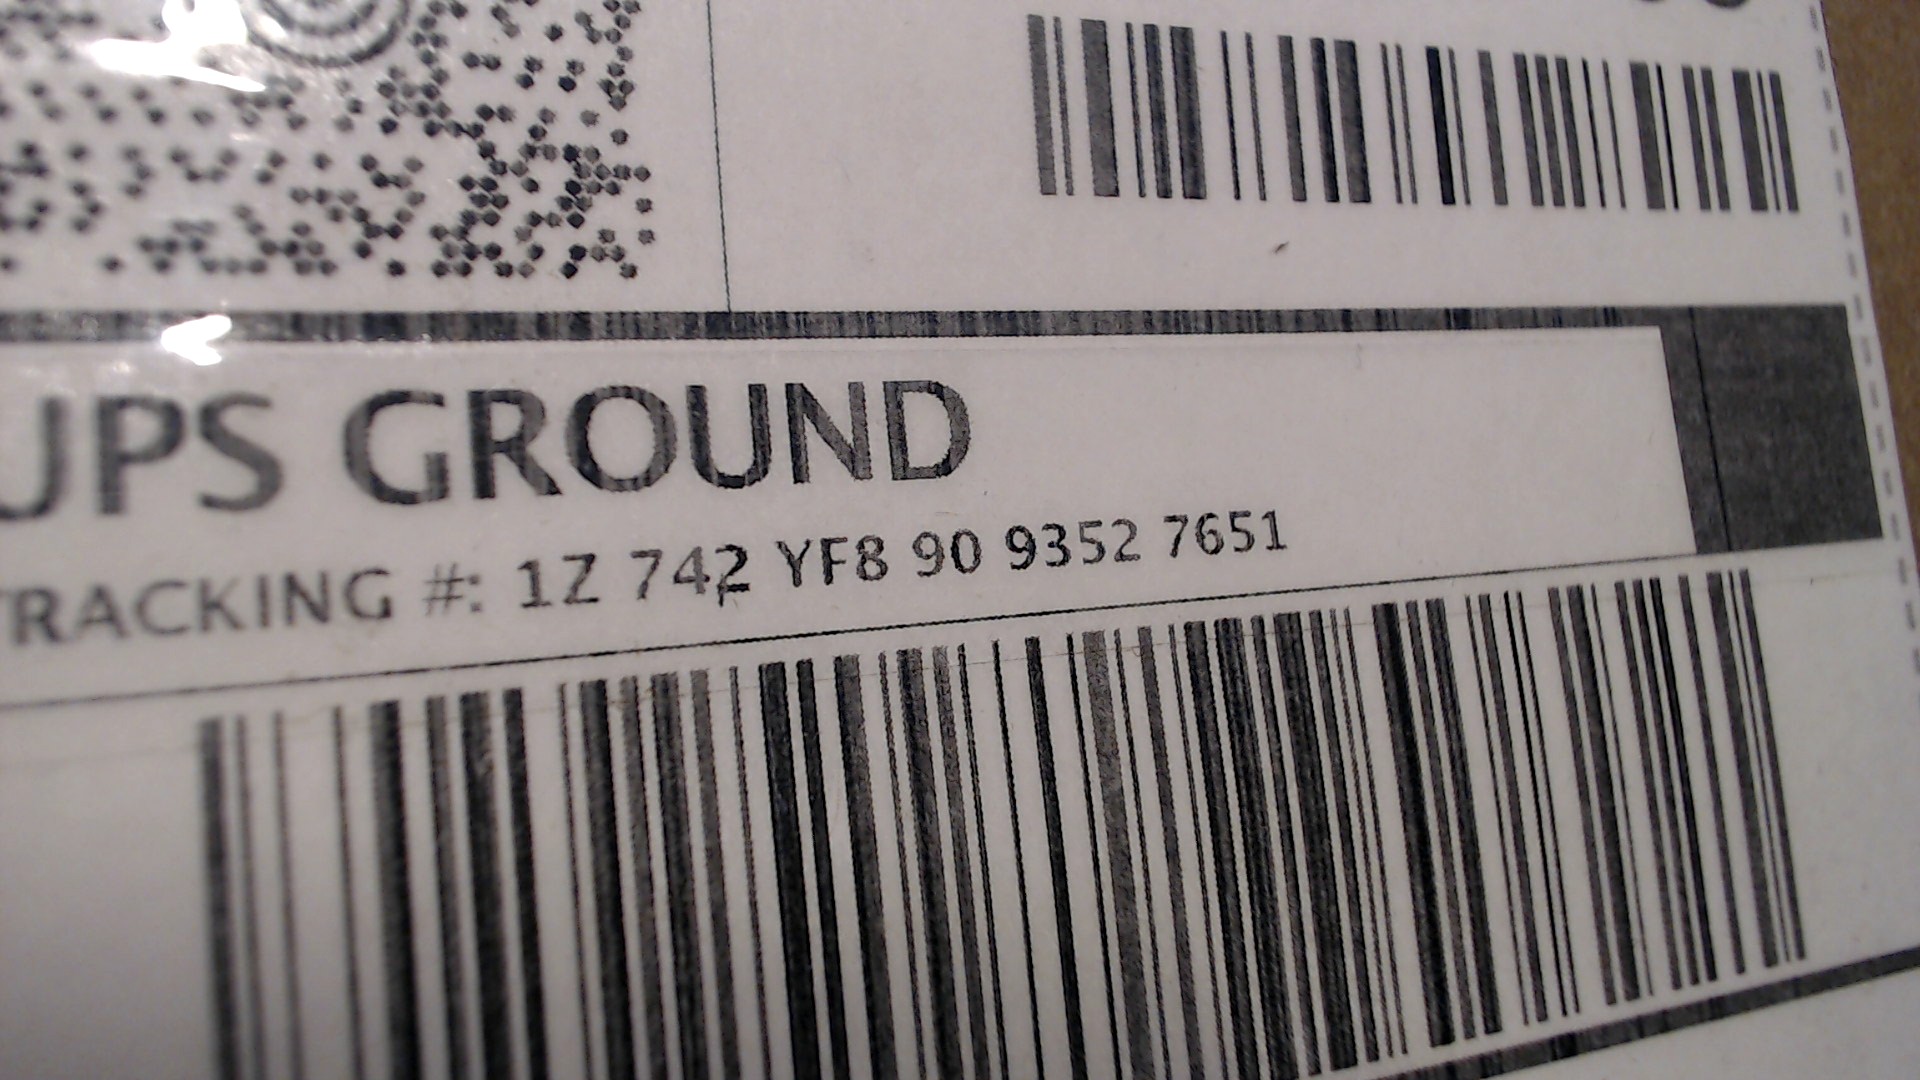 UPS GROUND
TRACKING #: 1Z 742 YF8 90 9352 7651